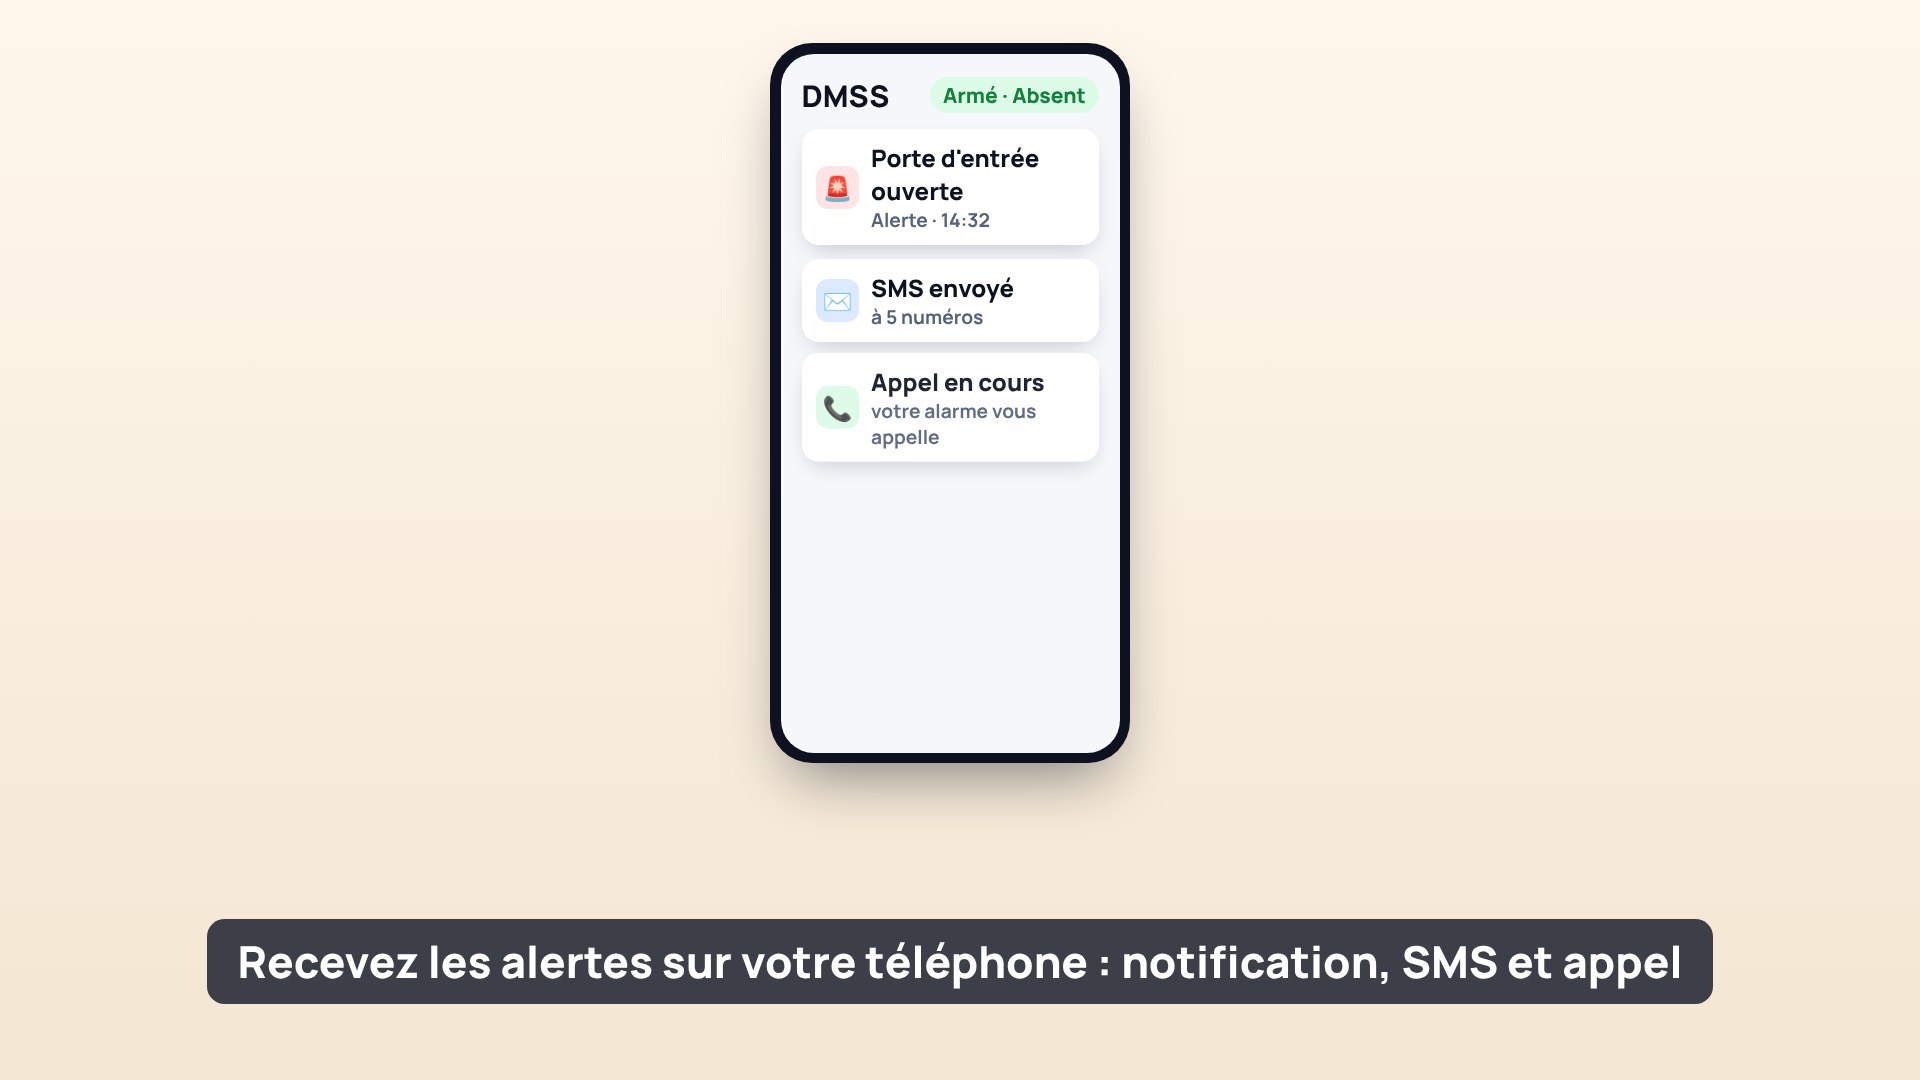 DMSS
Armé · Absent
Porte d'entrée
ouverte
Alerte · 14:32
SMS envoyé
à 5 numéros
Appel en cours
votre alarme vous
appelle
Recevez les alertes sur votre téléphone : notification, SMS et appel